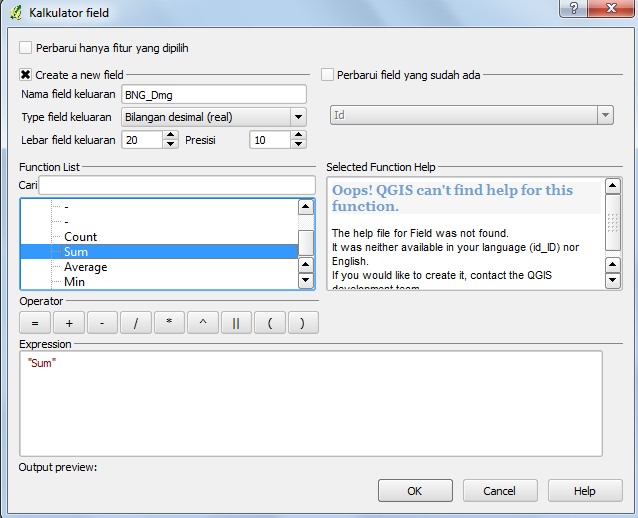 Kalkulator field
Perbarui hanya fitur yang dipilih
Create a new field
Nama field keluaran BNG_Dmg
Type field keluaran Bilangan desimal (real)
Lebar field keluaran 20 Presisi 10
Perbarui field yang sudah ada
Id
Function List
Cari
-
-
Count
Sum
Average
Min
Selected Function Help
Oops! QGIS can't find help for this
function.
The help file for Field was not found.
It was neither available in your language (id_ID) nor
English.
If you would like to create it, contact the QGIS
development team.
Operator
= + - / * ^ || ( )
Expression
"Sum"
Output preview:
OK Cancel Help